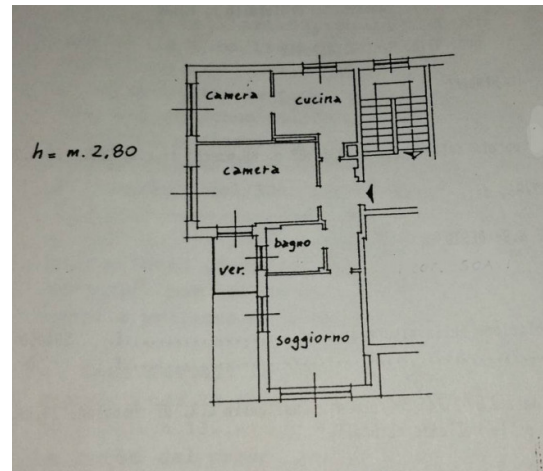 camera
cucina
h = m. 2,80
camera
bagno
ver.
soggiorno